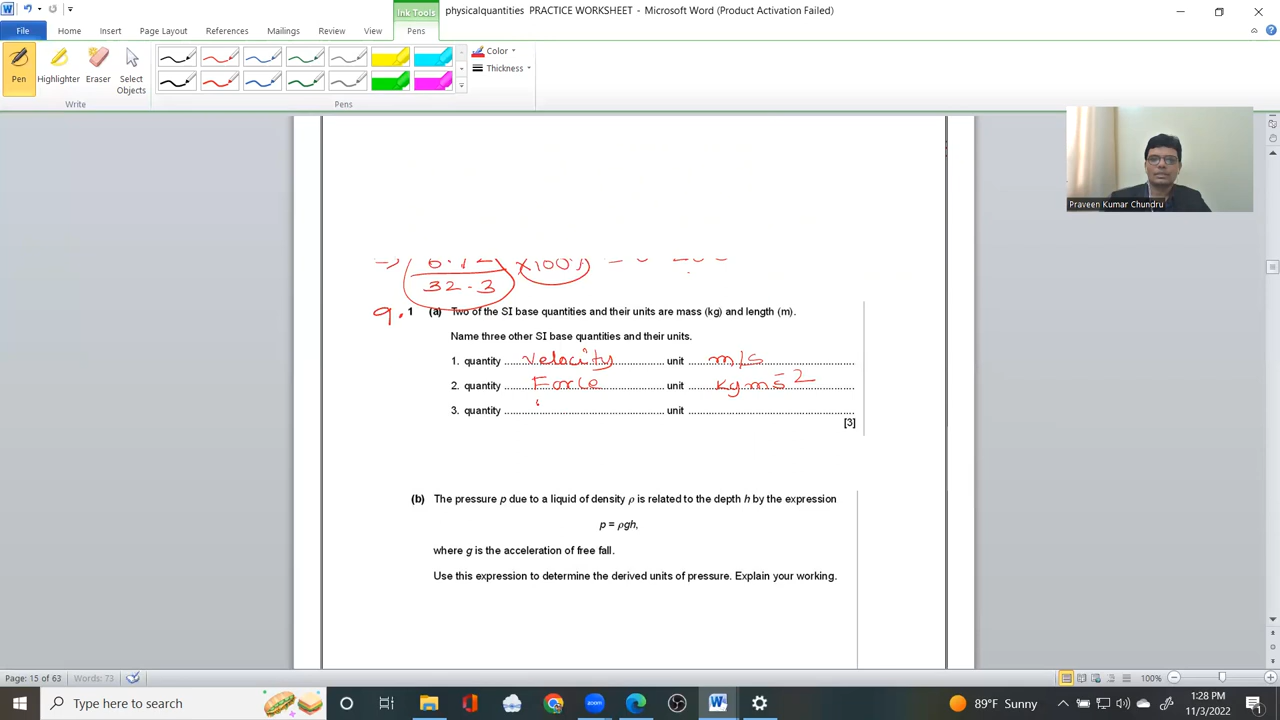 physicalquantities PRACTICE WORKSHEET - Microsoft Word (Product Activation Failed)
Ink Tools
File Home Insert Page Layout References Mailings Review View Pens
Pen Highlighter Eraser Select Objects
Color
Thickness
Write Pens
Praveen Kumar Chundru
×100%
32.3
9. 1 (a) Two of the SI base quantities and their units are mass (kg) and length (m).
Name three other SI base quantities and their units.
1. quantity velocity unit m/s
2. quantity Force unit kgms-2
3. quantity unit
[3]
(b) The pressure p due to a liquid of density ρ is related to the depth h by the expression
p = ρgh,
where g is the acceleration of free fall.
Use this expression to determine the derived units of pressure. Explain your working.
Page: 15 of 63 Words: 73 100%
Type here to search zoom 89°F Sunny 1:28 PM
11/3/2022